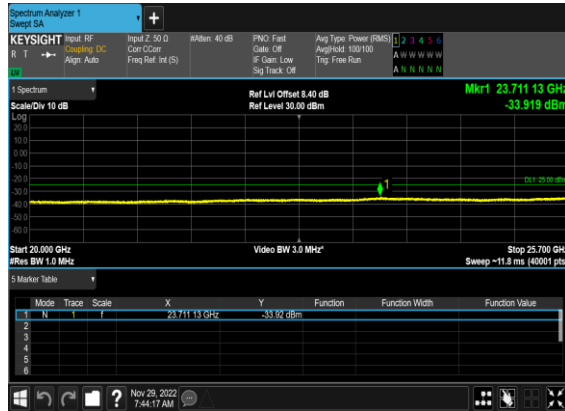 Spectrum Analyzer 1
Swept SA
+
KEYSIGHT Input: RF Input Z: 50 Ω #Atten: 40 dB PNO: Fast Avg Type: Power (RMS) 1 2 3 4 5 6
R T Coupling: DC Corr CCorr Gate: Off Avg|Hold: 100/100 A W W W W W
Align: Auto Freq Ref: Int (S) IF Gain: Low Trig: Free Run
Sig Track: Off A N N N N N
1 Spectrum Ref Lvl Offset 8.40 dB Mkr1 23.711 13 GHz
Scale/Div 10 dB Ref Level 30.00 dBm -33.919 dBm
Log
20.0
10.0
0.00
-10.0
-20.0
DL1 -25.00 dBm
1
-30.0
-40.0
-50.0
-60.0
Start 20.000 GHz Video BW 3.0 MHz* Stop 25.700 GHz
#Res BW 1.0 MHz Sweep ~11.8 ms (40001 pts)
5 Marker Table
Mode Trace Scale X Y Function Function Width Function Value
1 N 1 f 23.711 13 GHz -33.92 dBm
2
3
4
5
6
? Nov 29, 2022
7:44:17 AM